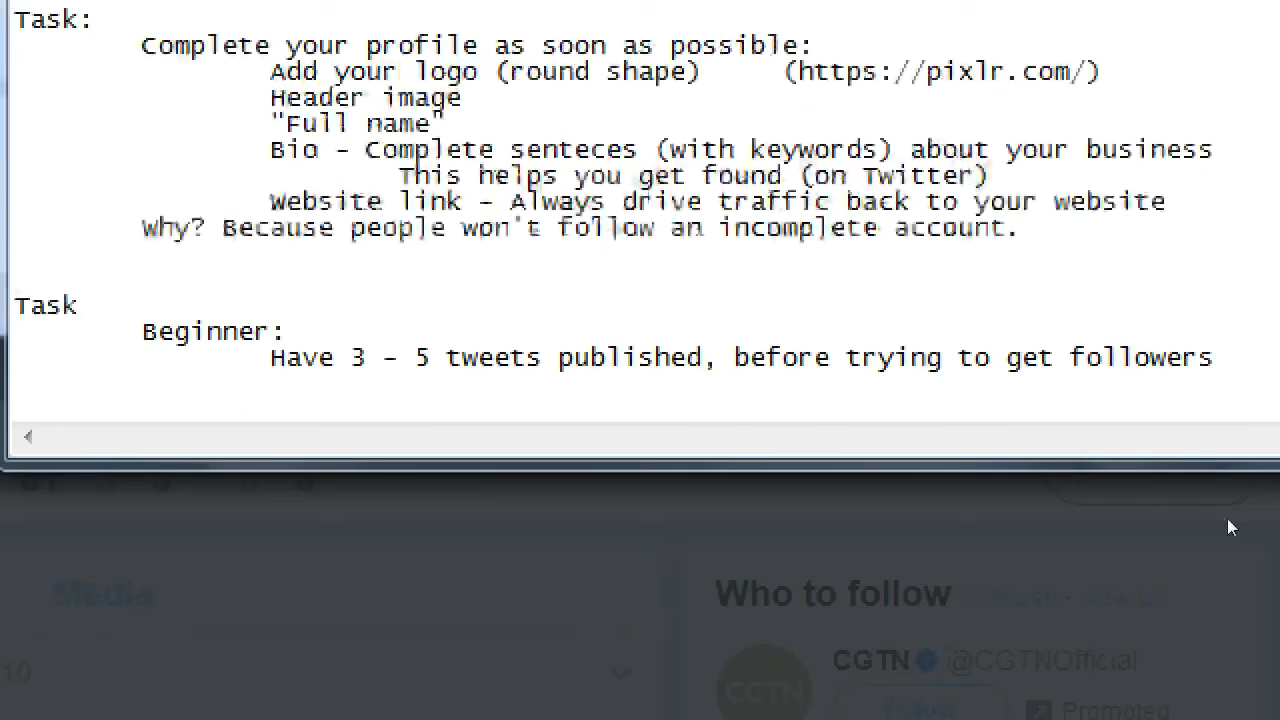 Task:
Complete your profile as soon as possible:
Add your logo (round shape) (https://pixlr.com/)
Header image
"Full name"
Bio - Complete senteces (with keywords) about your business
This helps you get found (on Twitter)
Website link - Always drive traffic back to your website
Why? Because people won't follow an incomplete account.
Task
Beginner:
Have 3 - 5 tweets published, before trying to get followers
Media
Who to follow
10
CGTN @CGTNOfficial
CGTN
Follow
Promoted